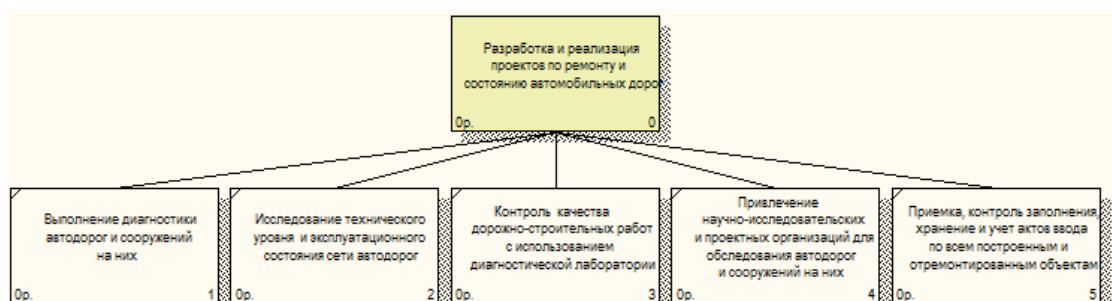 Разработка и реализация
проектов по ремонту и
состоянию автомобильных дорог
0р. 0
Выполнение диагностики
автодорог и сооружений
на них
0р. 1
Исследование технического
уровня и эксплуатационного
состояния сети автодорог
0р. 2
Контроль качества
дорожно-строительных работ
с использованием
диагностической лаборатории
0р. 3
Привлечение
научно-исследовательских
и проектных организаций для
обследования автодорог
и сооружений на них
0р. 4
Приемка, контроль заполнения,
хранение и учет актов ввода
по всем построенным и
отремонтированным объектам
0р. 5